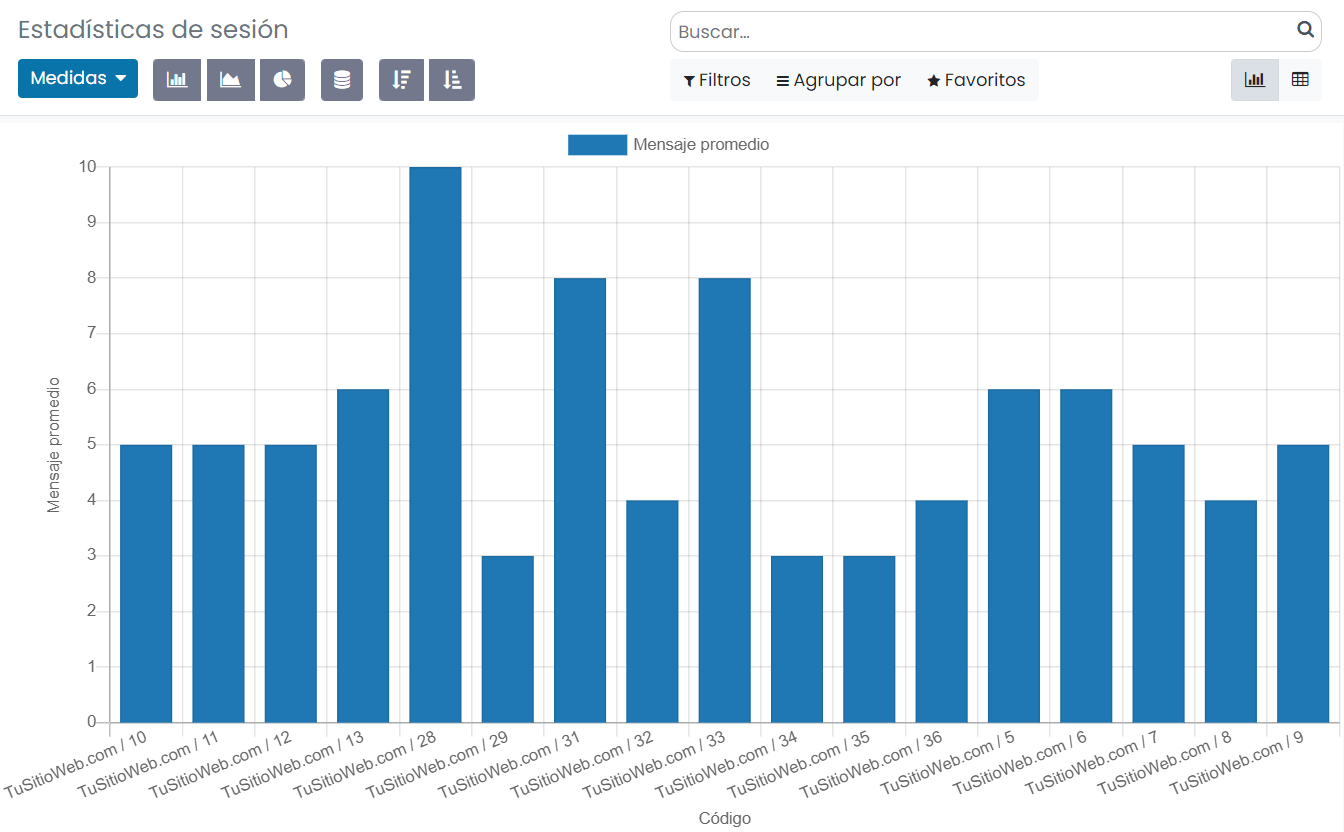 Estadísticas de sesión
Buscar...
Medidas
Filtros
Agrupar por
Favoritos
Mensaje promedio
10
9
8
7
6
5
4
3
2
1
0
Mensaje promedio
TuSitioWeb.com / 10
TuSitioWeb.com / 11
TuSitioWeb.com / 12
TuSitioWeb.com / 13
TuSitioWeb.com / 28
TuSitioWeb.com / 29
TuSitioWeb.com / 31
TuSitioWeb.com / 32
TuSitioWeb.com / 33
TuSitioWeb.com / 34
TuSitioWeb.com / 35
TuSitioWeb.com / 36
TuSitioWeb.com / 5
TuSitioWeb.com / 6
TuSitioWeb.com / 7
TuSitioWeb.com / 8
TuSitioWeb.com / 9
Código